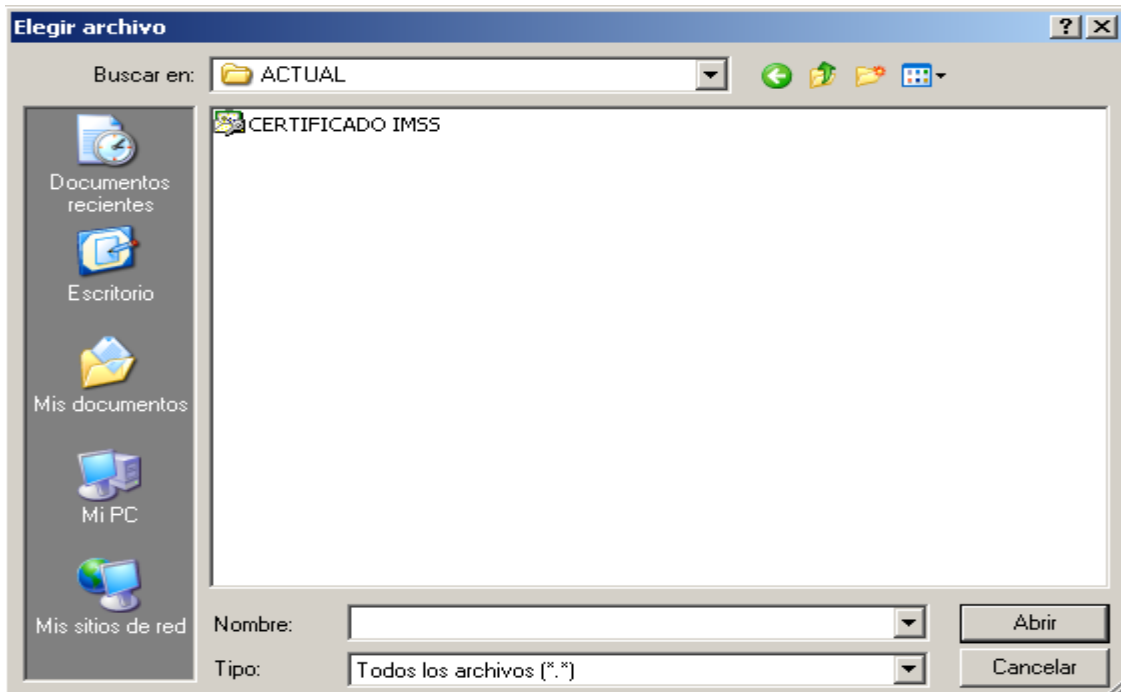 Elegir archivo
Buscar en:
ACTUAL
CERTIFICADO IMSS
Documentos
recientes
Escritorio
Mis documentos
Mi PC
Mis sitios de red
Nombre:
Abrir
Tipo:
Todos los archivos (*.*)
Cancelar